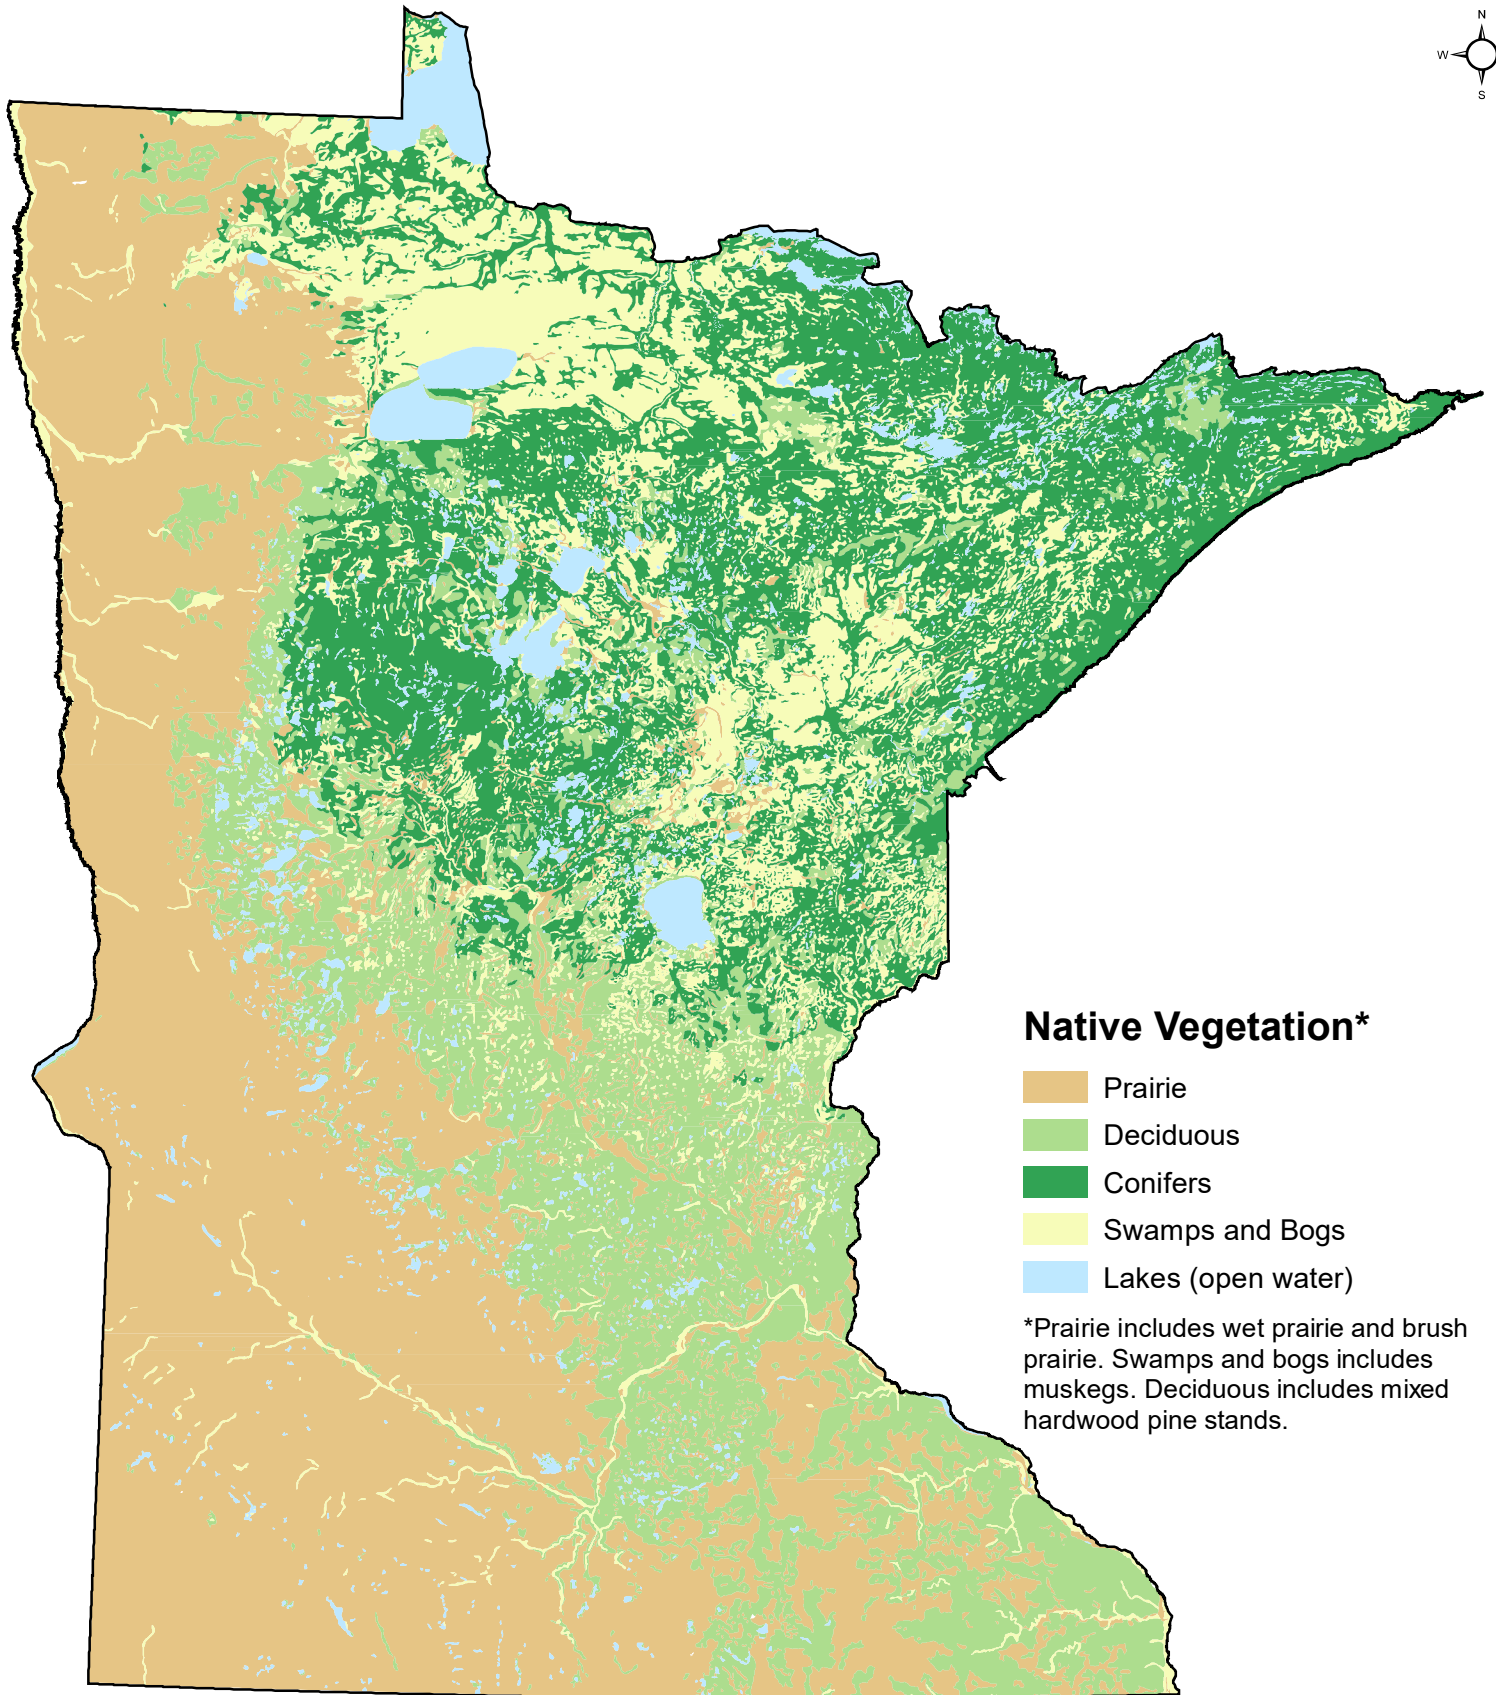 N
W
S
Native Vegetation*
Prairie
Deciduous
Conifers
Swamps and Bogs
Lakes (open water)
*Prairie includes wet prairie and brush
prairie. Swamps and bogs includes
muskegs. Deciduous includes mixed
hardwood pine stands.